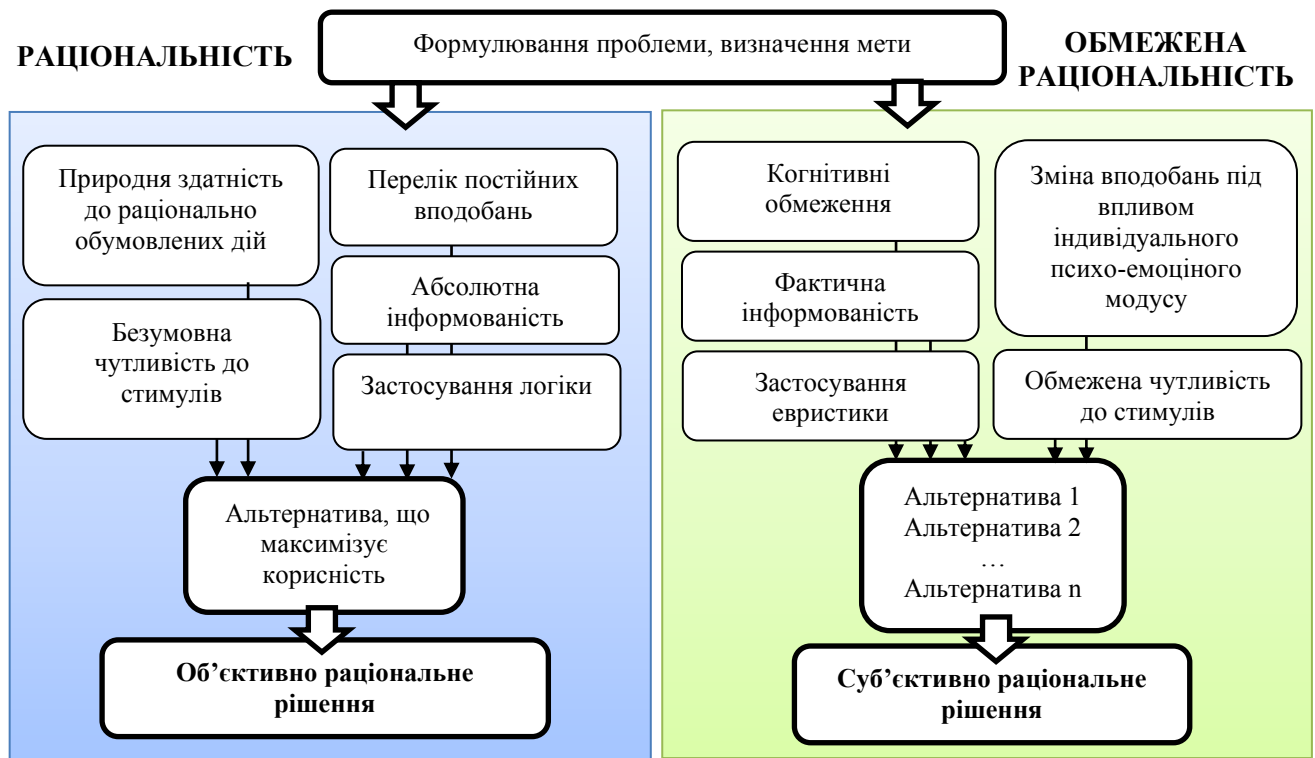 Формулювання проблеми, визначення мети
РАЦІОНАЛЬНІСТЬ
ОБМЕЖЕНА
РАЦІОНАЛЬНІСТЬ
Природня здатність
до раціонально
обумовлених дій
Перелік постійних
вподобань
Абсолютна
інформованість
Безумовна
чутливість до
стимулів
Застосування логіки
Альтернатива, що
максимізує
корисність
Об’єктивно раціональне
рішення
Когнітивні
обмеження
Зміна вподобань під
впливом
індивідуального
психо-емоціного
модусу
Фактична
інформованість
Застосування
евристики
Обмежена чутливість
до стимулів
Альтернатива 1
Альтернатива 2
…
Альтернатива n
Суб’єктивно раціональне
рішення